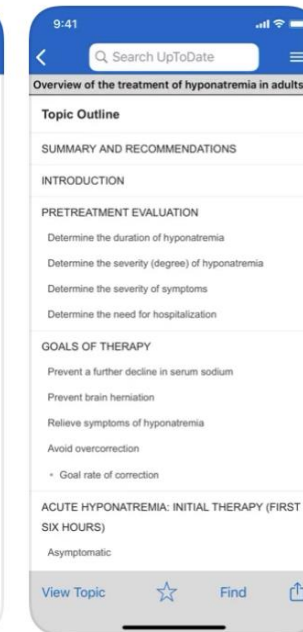 9:41
Search UpToDate
Overview of the treatment of hyponatremia in adults
Topic Outline
SUMMARY AND RECOMMENDATIONS
INTRODUCTION
PRETREATMENT EVALUATION
Determine the duration of hyponatremia
Determine the severity (degree) of hyponatremia
Determine the severity of symptoms
Determine the need for hospitalization
GOALS OF THERAPY
Prevent a further decline in serum sodium
Prevent brain herniation
Relieve symptoms of hyponatremia
Avoid overcorrection
• Goal rate of correction
ACUTE HYPONATREMIA: INITIAL THERAPY (FIRST
SIX HOURS)
Asymptomatic
View Topic Find